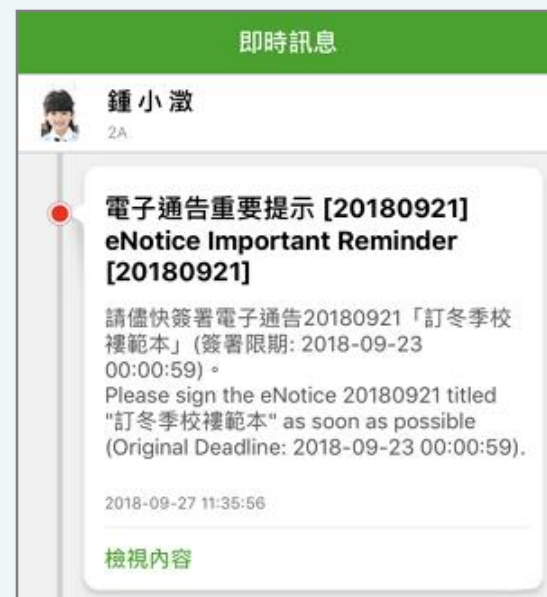 即時訊息
鍾小澂
2A
電子通告重要提示 [20180921]
eNotice Important Reminder
[20180921]
請儘快簽署電子通告20180921「訂冬季校
褸範本」(簽署限期: 2018-09-23
00:00:59)。
Please sign the eNotice 20180921 titled
"訂冬季校褸範本" as soon as possible
(Original Deadline: 2018-09-23 00:00:59).
2018-09-27 11:35:56
檢視內容